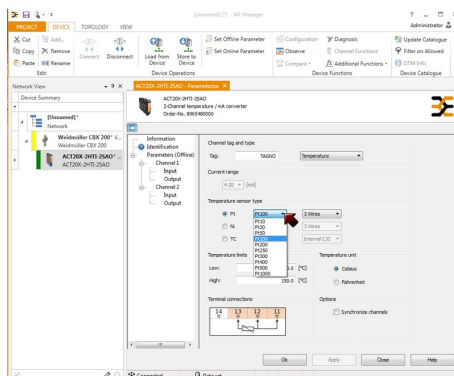 [Unnamed] (*) - WI-Manager
PROJECT DEVICE TOPOLOGY VIEW Administrator
Cut Add...
Copy Remove
Paste Rename
Edit
Connect Disconnect
Load from Device Store to Device
Set Offline Parameter
Set Online Parameter
Device Operations
Configuration Diagnosis
Observe Channel Functions
Compare Additional Functions
Device Functions
Update Catalogue
Filter on Allowed
DTM Info
Device Catalogue
Network View
Device Summary
[Unnamed] *
Network
Weidmüller CBX 200* V...
Weidmüller CBX 200
ACT20X-2HTI-2SAO* ...
ACT20X-2HTI-2SAO
ACT20X-2HTI-2SAO - Parameterize
ACT20X-2HTI-2SAO
2-Channel temperature / mA converter
Order-No. 8965480000
Information
Identification
Parameters (Offline)
Channel 1
Input
Output
Channel 2
Input
Output
Channel tag and type
Tag: TAGNO Temperature
Current range
4-20 [mA]
Temperature sensor type
Pt Pt100 3 Wires
Ni 3 Wires
TC Internal CJC
Pt10
Pt20
Pt50
Pt100
Pt200
Pt250
Pt300
Pt400
Pt500
Pt1000
Temperature limits
Low: [°C]
High: 150.0 [°C]
Temperature unit
Celsius
Fahrenheit
Terminal connections
14 13 12 11
Options
Synchronize channels
Ok Apply Close Help
Connected Data set